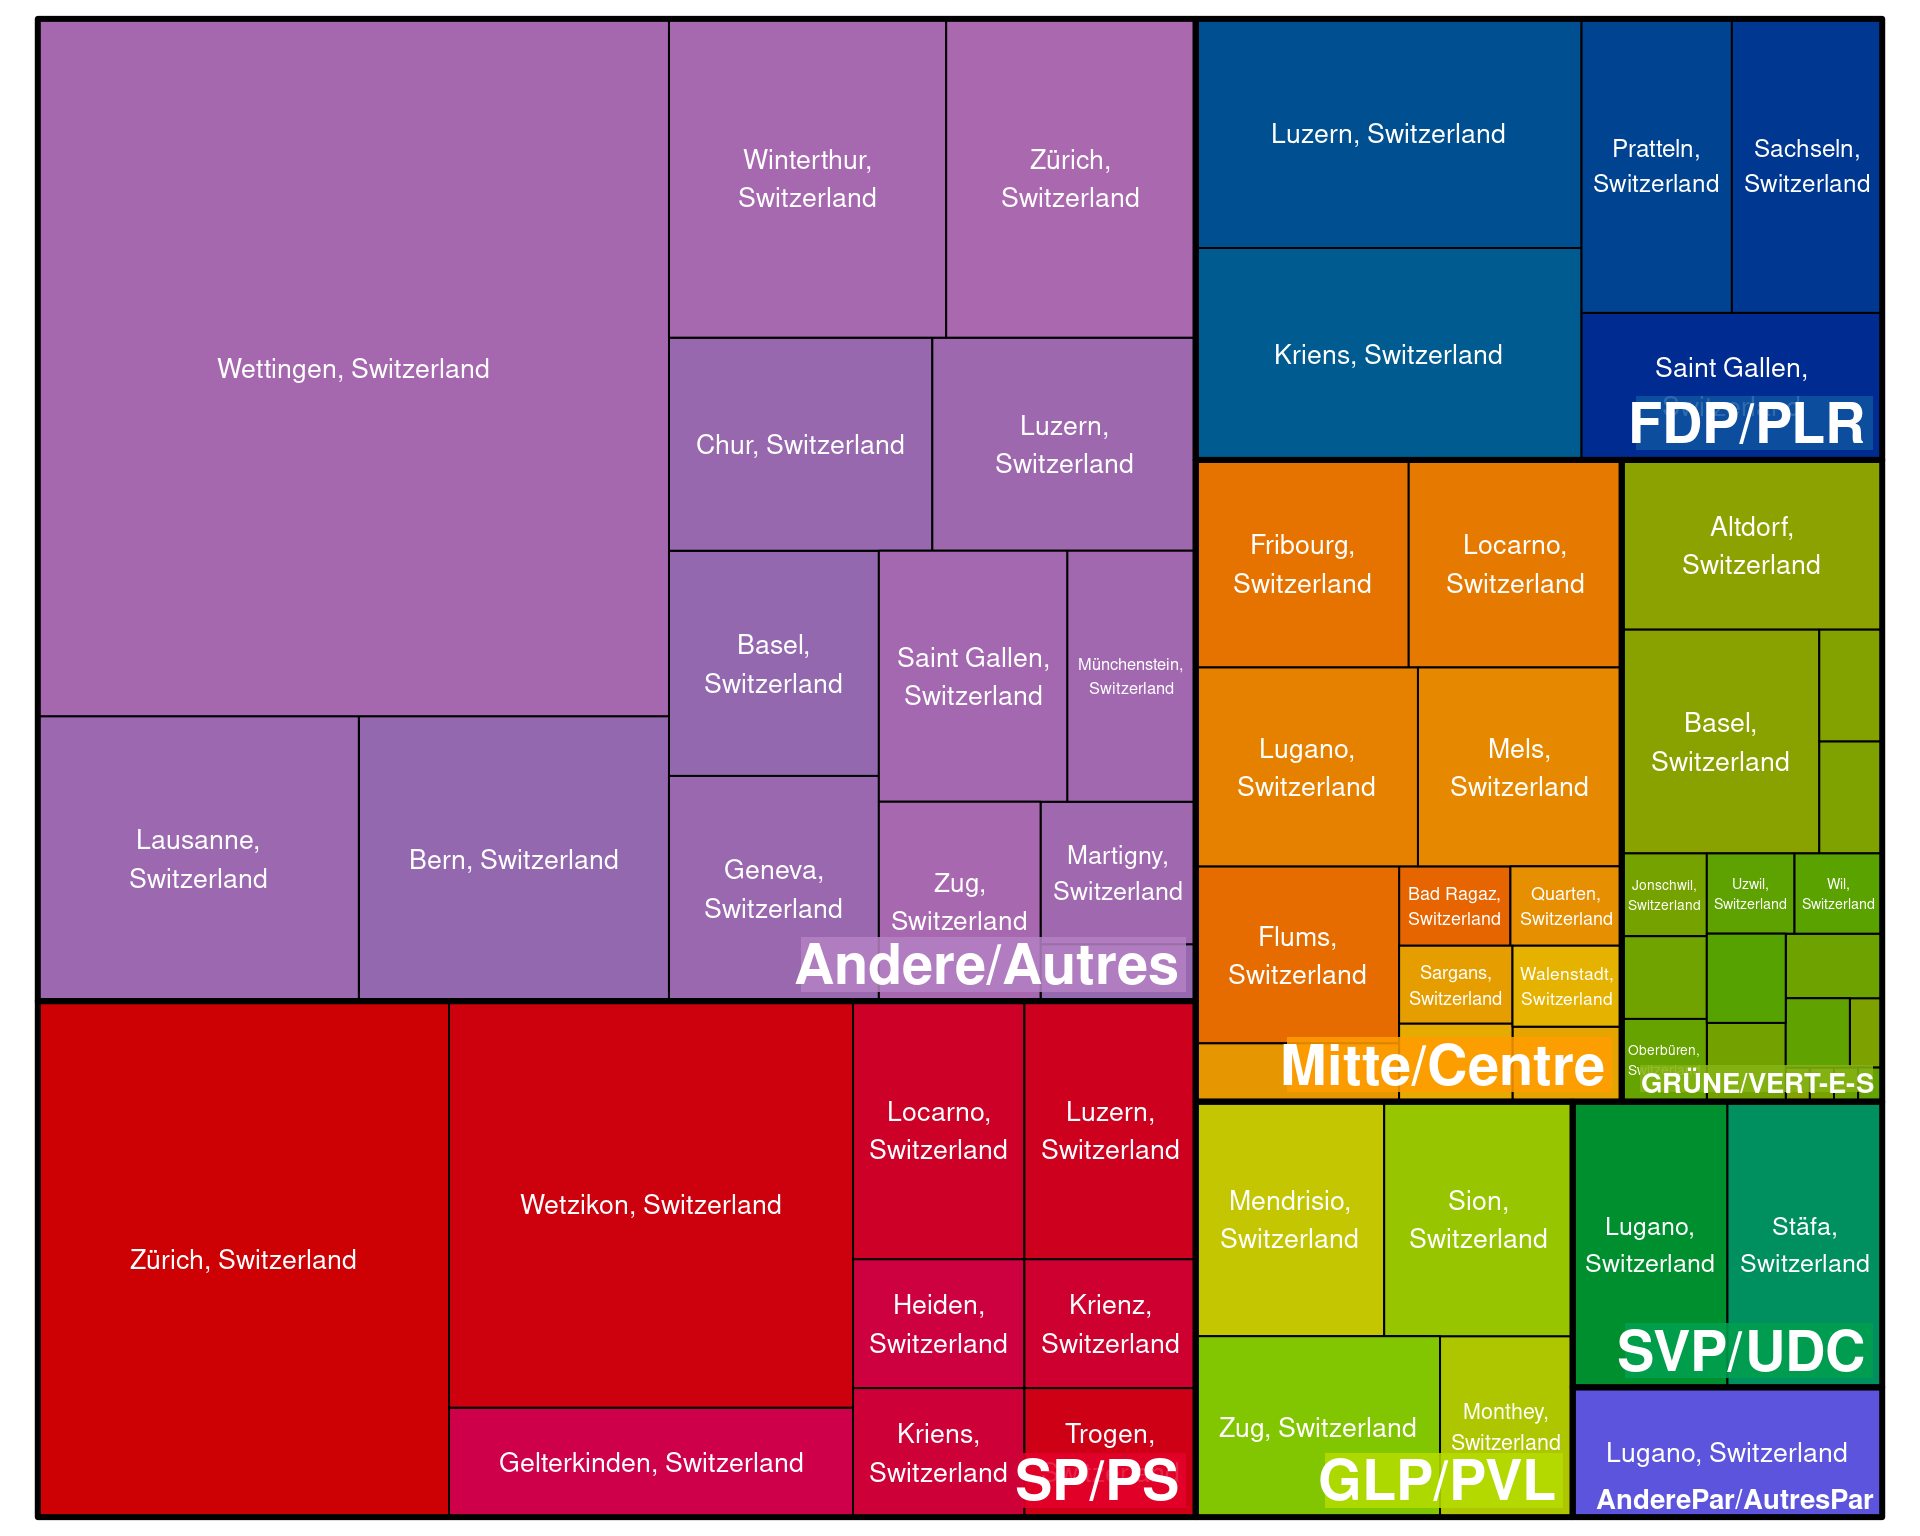 Wettingen, Switzerland
Winterthur,
Switzerland
Zürich,
Switzerland
Chur, Switzerland
Luzern,
Switzerland
Basel,
Switzerland
Saint Gallen,
Switzerland
Münchenstein,
Switzerland
Lausanne,
Switzerland
Bern, Switzerland
Geneva,
Switzerland
Zug,
Switzerland
Martigny,
Switzerland
Andere/Autres
Luzern, Switzerland
Pratteln,
Switzerland
Sachseln,
Switzerland
Kriens, Switzerland
Saint Gallen,
Switzerland
FDP/PLR
Fribourg,
Switzerland
Locarno,
Switzerland
Lugano,
Switzerland
Mels,
Switzerland
Flums,
Switzerland
Bad Ragaz,
Switzerland
Quarten,
Switzerland
Sargans,
Switzerland
Walenstadt,
Switzerland
Mitte/Centre
Altdorf,
Switzerland
Basel,
Switzerland
Jonschwil,
Switzerland
Uzwil,
Switzerland
Wil,
Switzerland
Oberbüren,
Switzerland
GRÜNE/VERT-E-S
Zürich, Switzerland
Wetzikon, Switzerland
Gelterkinden, Switzerland
Locarno,
Switzerland
Luzern,
Switzerland
Heiden,
Switzerland
Krienz,
Switzerland
Kriens,
Switzerland
Trogen,
Switzerland
SP/PS
Mendrisio,
Switzerland
Sion,
Switzerland
Zug, Switzerland
Monthey,
Switzerland
GLP/PVL
Lugano,
Switzerland
Stäfa,
Switzerland
SVP/UDC
Lugano, Switzerland
AnderePar/AutresPar